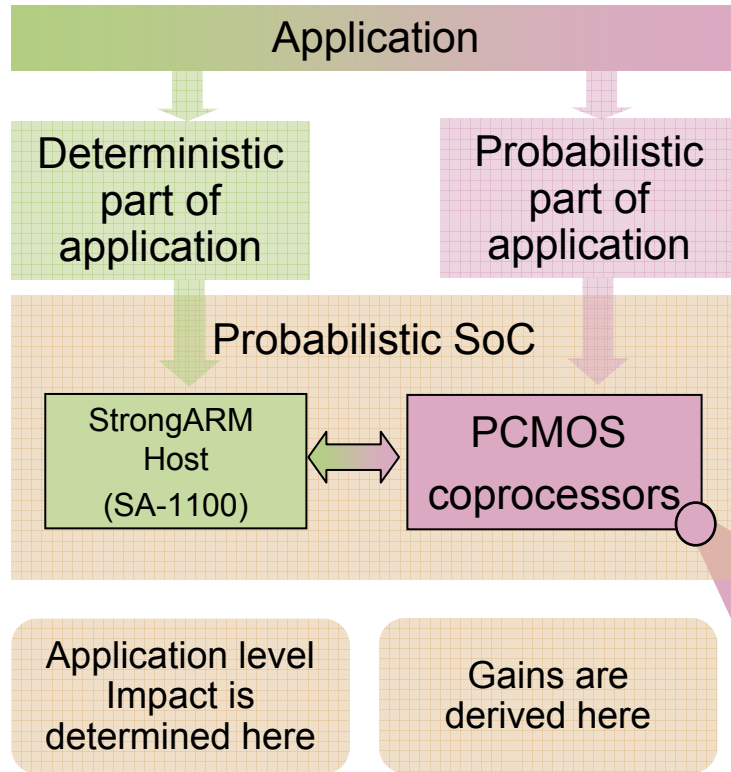 Application
Deterministic
part of
application
Probabilistic
part of
application
Probabilistic SoC
StrongARM
Host
(SA-1100)
PCMOS
coprocessors
Application level
Impact is
determined here
Gains are
derived here